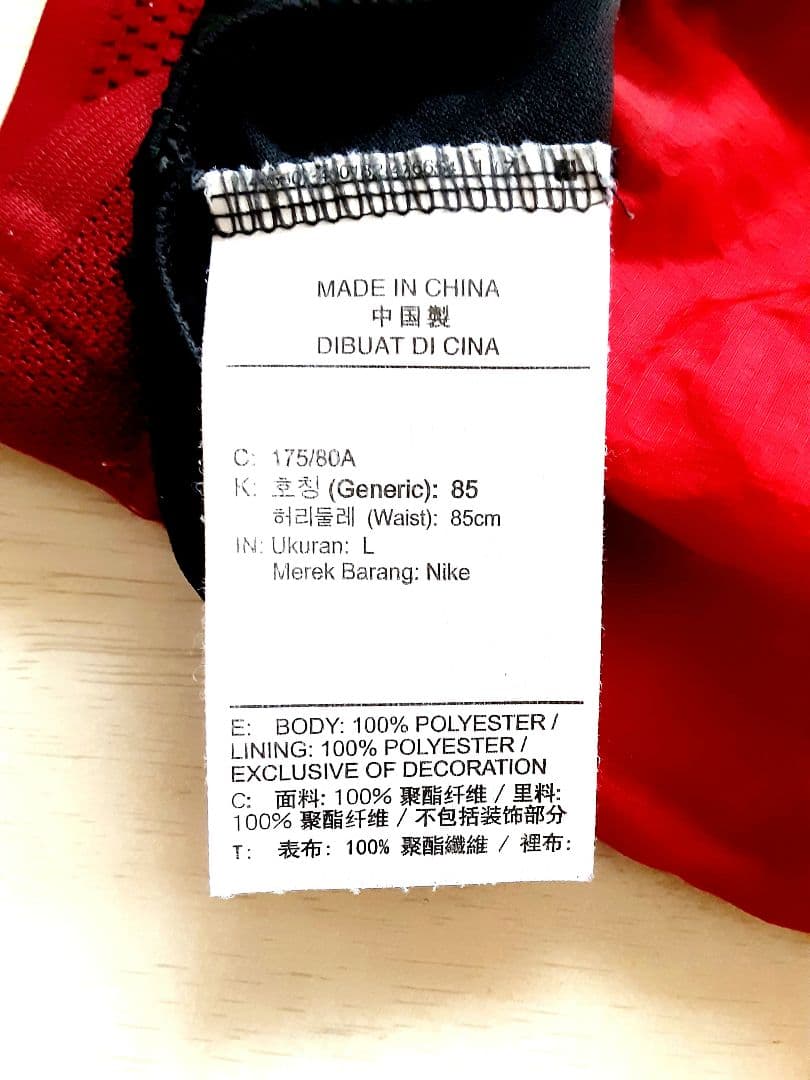 MADE IN CHINA
中国製
DIBUAT DI CINA
C: 175/80A
K: 호칭 (Generic): 85
허리둘레 (Waist): 85cm
IN: Ukuran: L
Merek Barang: Nike
E: BODY: 100% POLYESTER /
LINING: 100% POLYESTER /
EXCLUSIVE OF DECORATION
C: 面料: 100% 聚酯纤维 / 里料:
100% 聚酯纤维 / 不包括装饰部分
T: 表布: 100% 聚酯纖維 / 裡布: